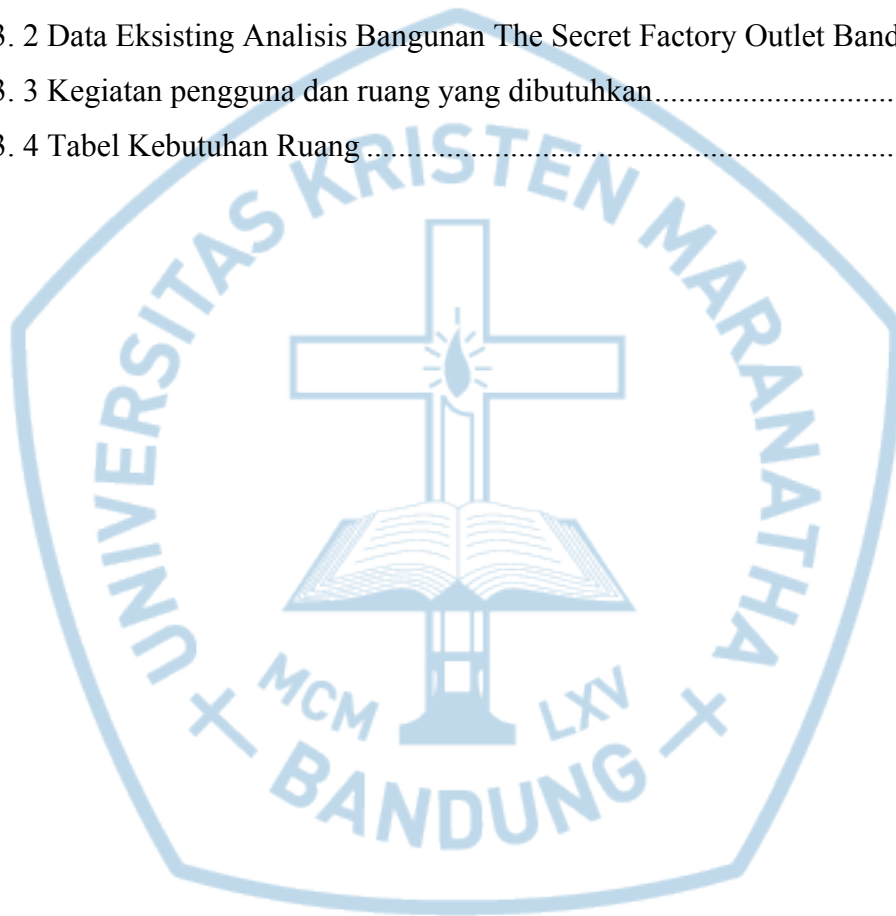 3. 2 Data Eksisting Analisis Bangunan The Secret Factory Outlet
3. 3 Kegiatan pengguna dan ruang yang dibutuhkan..............................
3. 4 Tabel Kebutuhan Ruang ....................................................................
UNIVERSITAS KRISTEN MARANATHA
MCM LXV
BANDUNG